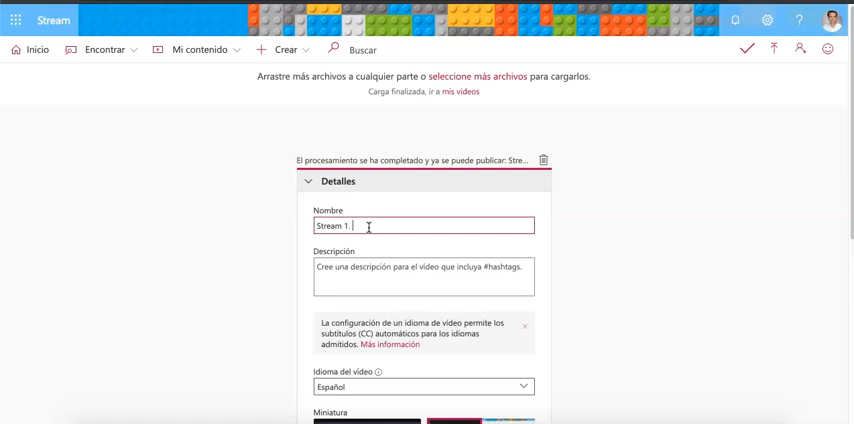 Stream
Inicio Encontrar Mi contenido Crear Buscar
Arrastre más archivos a cualquier parte o seleccione más archivos para cargarlos.
Carga finalizada, ir a mis vídeos
El procesamiento se ha completado y ya se puede publicar: Stre...
Detalles
Nombre
Stream 1.
Descripción
Cree una descripción para el vídeo que incluya #hashtags.
La configuración de un idioma de vídeo permite los
subtítulos (CC) automáticos para los idiomas
admitidos. Más información
Idioma del vídeo
Español
Miniatura